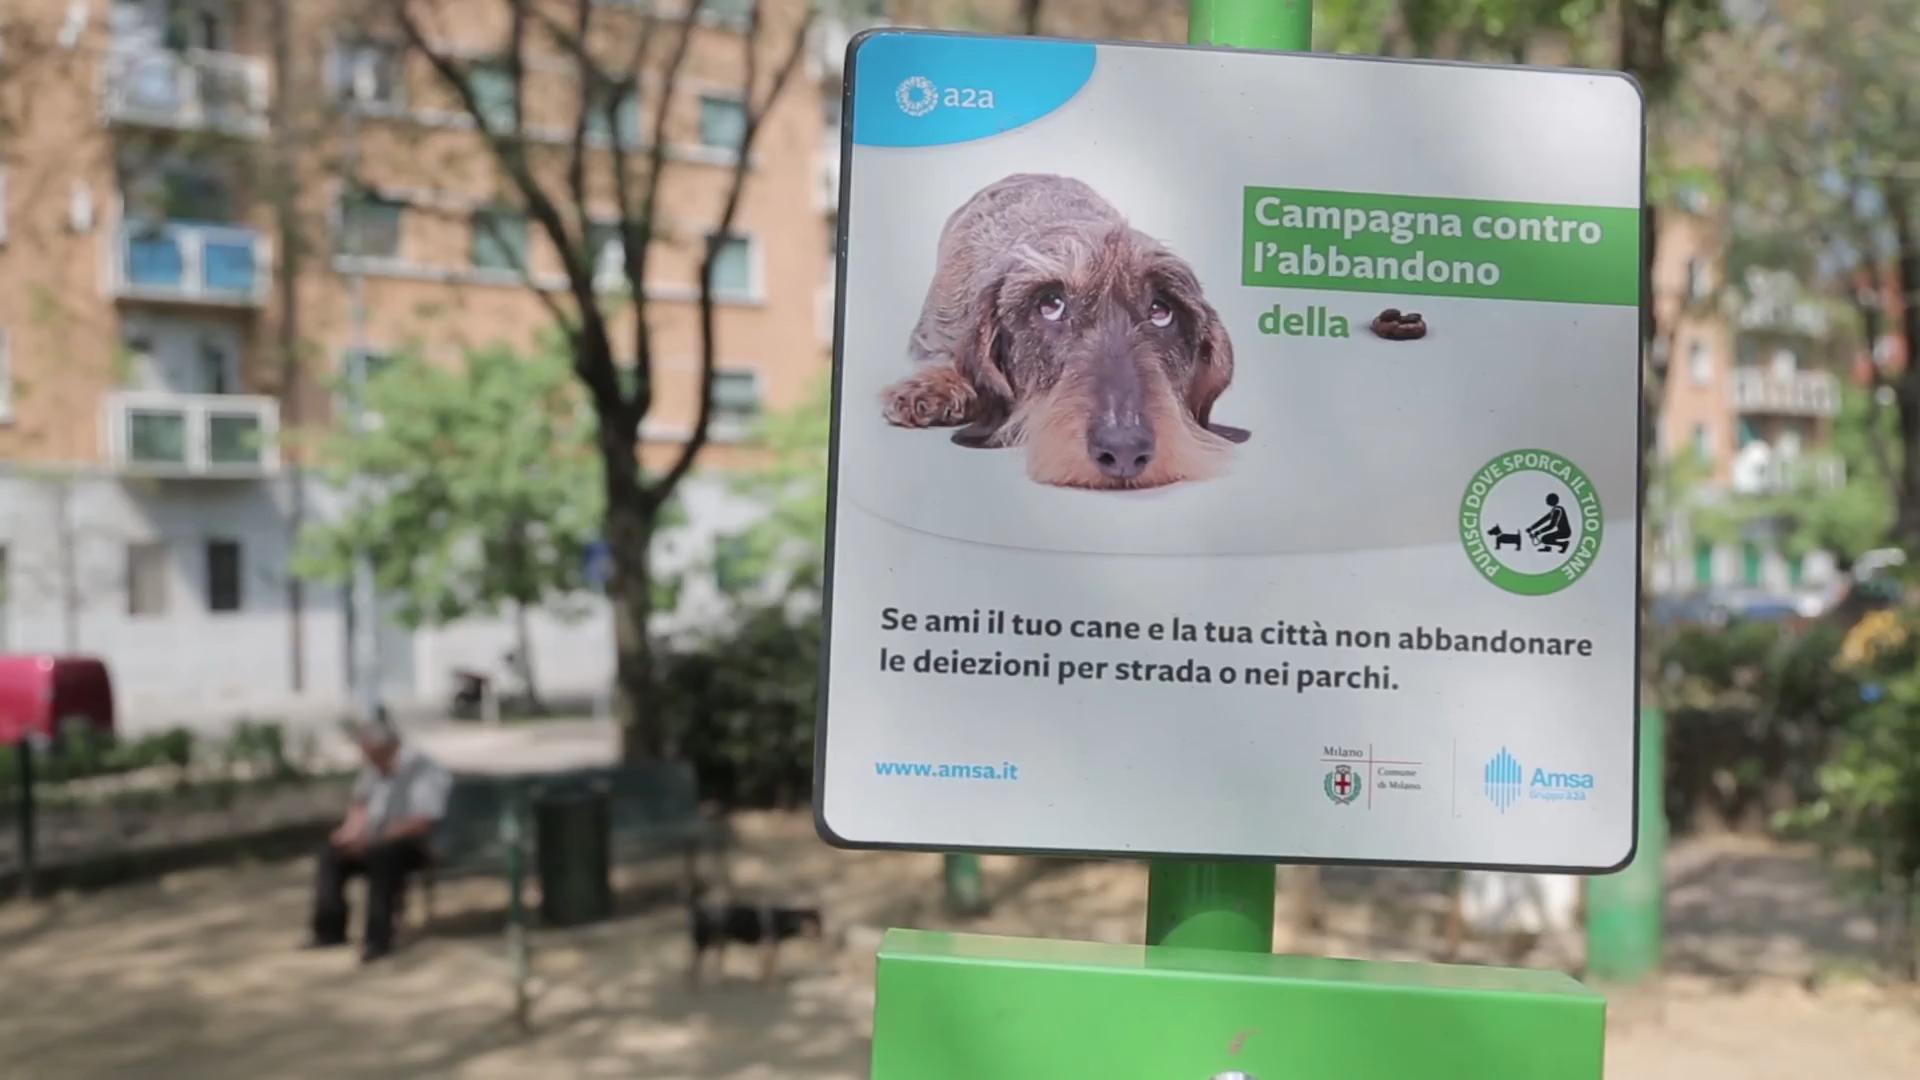 a2a
Campagna contro
l'abbandono
della
PULISCI DOVE SPORCA IL TUO CANE
Se ami il tuo cane e la tua città non abbandonare
le deiezioni per strada o nei parchi.
www.amsa.it
Milano
Comune
di Milano
Amsa
Gruppo a2a